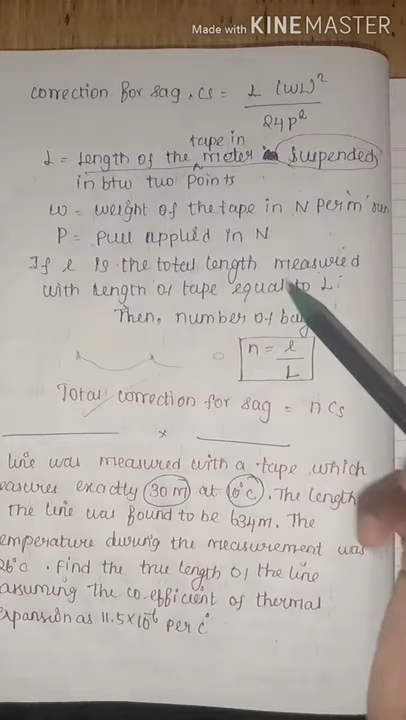 Made with KINEMASTER
correction for sag, Cs = L (WL)²
24P²
tape in
L = Length of the meter Suspended
in btw two points
w = weight of the tape in N per m run
P = pull applied in N
If l is the total length measured
with length of tape equal to L;
Then, number of bay
n = l
L
Total correction for sag = n Cs
x
line was measured with a tape which
easures exactly 30 m at 10°C. The length
the line was found to be 634m. The
emperature during the measurement was
26°C. Find the true length of the line
assuming the co-efficient of thermal
expansion as 11.5×10⁻⁶ per c°